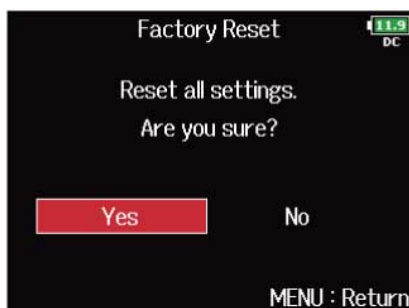 Factory Reset
11.9
DC
Reset all settings.
Are you sure?
Yes No
MENU : Return